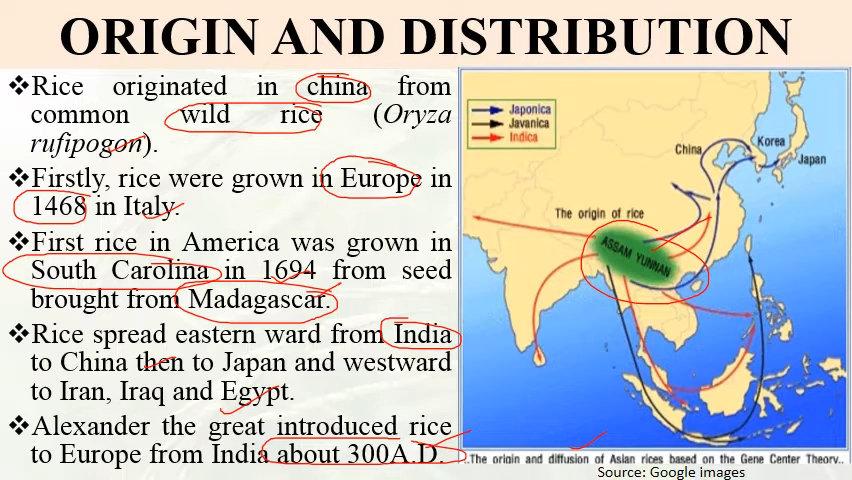 ORIGIN AND DISTRIBUTION
❖Rice originated in china from
common wild rice (Oryza
rufipogon).
❖Firstly, rice were grown in Europe in
1468 in Italy.
❖First rice in America was grown in
South Carolina in 1694 from seed
brought from Madagascar.
❖Rice spread eastern ward from India
to China then to Japan and westward
to Iran, Iraq and Egypt.
❖Alexander the great introduced rice
to Europe from India about 300A.D.
Japonica
Javanica
Indica
China
Korea
Japan
The origin of rice
ASSAM YUNNAN
..The origin and diffusion of Asian rices based on the Gene Center Theory..
Source: Google images